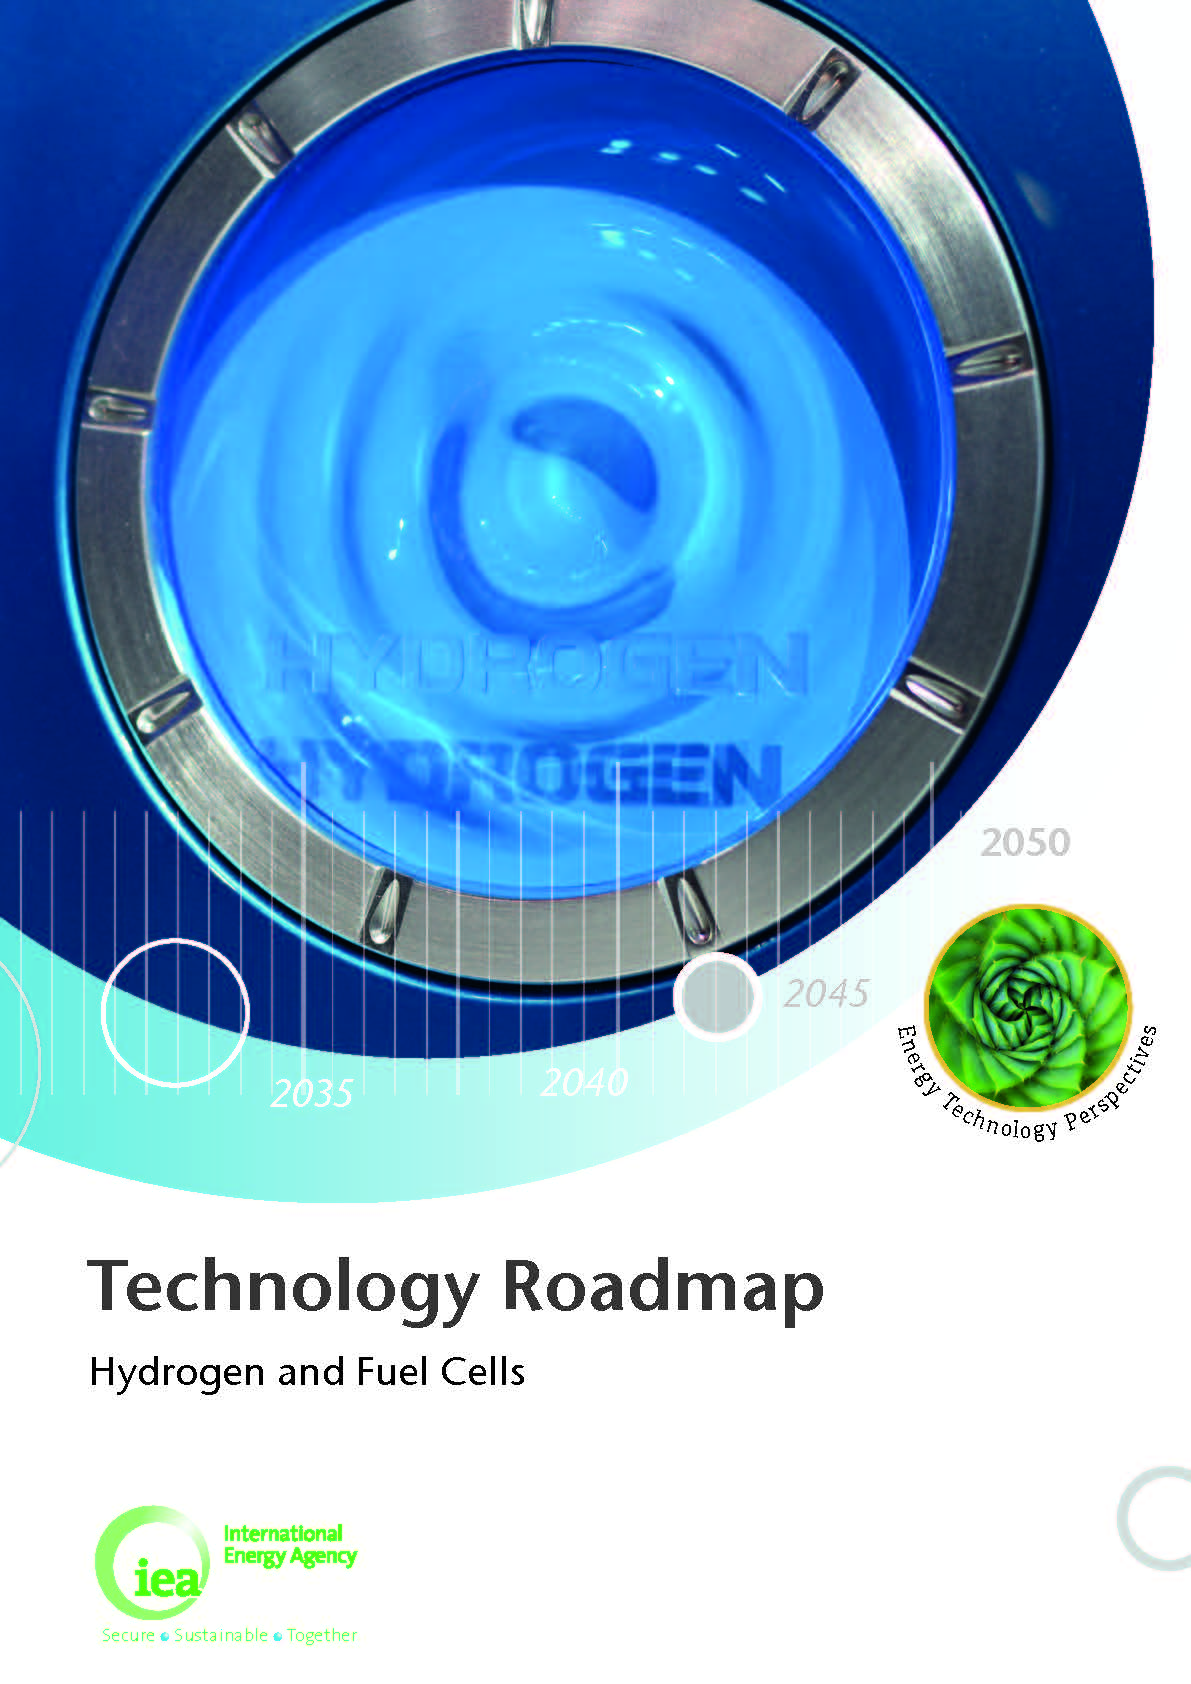 HYDROGEN
HYDROGEN
2050
2045
2040
2035
Energy Technology Perspectives
Technology Roadmap
Hydrogen and Fuel Cells
International
Energy Agency
iea
Secure Sustainable Together